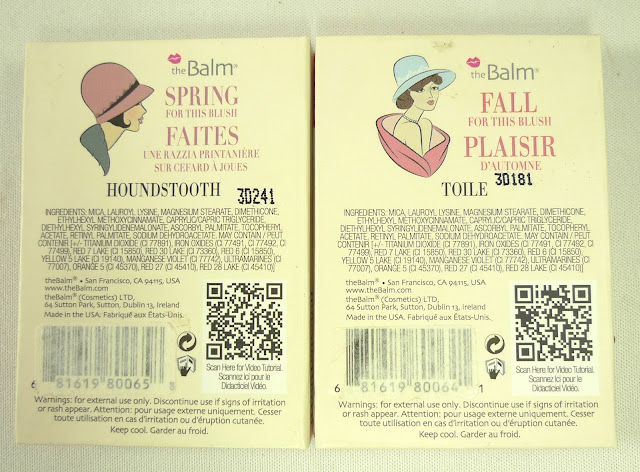 theBalm®
SPRING
FOR THIS BLUSH
FAITES
UNE RAZZIA PRINTANIÈRE
SUR CEFARD À JOUES
HOUNDSTOOTH 3D241
INGREDIENTS: MICA, LAUROYL LYSINE, MAGNESIUM STEARATE, DIMETHICONE,
ETHYLHEXYL METHOXYCINNAMATE, CAPRYLIC/CAPRIC TRIGLYCERIDE,
DIETHYLHEXYL SYRINGYLIDENEMALONATE, ASCORBYL PALMITATE, TOCOPHERYL
ACETATE, RETINYL PALMITATE, SODIUM DEHYDROACETATE. MAY CONTAIN / PEUT
CONTENIR [+/- TITANIUM DIOXIDE (CI 77891), IRON OXIDES (CI 77491, CI 77492, CI
77499), RED 7 LAKE (CI 15850), RED 30 LAKE (CI 73360), RED 6 (CI 15850),
YELLOW 5 LAKE (CI 19140), MANGANESE VIOLET (CI 77742), ULTRAMARINES (CI
77007), ORANGE 5 (CI 45370), RED 27 (CI 45410), RED 28 LAKE (CI 45410)]
theBalm® • San Francisco, CA 94115, USA
www.theBalm.com
theBalm® (Cosmetics) LTD,
64 Sutton Park, Sutton, Dublin 13, Ireland
Made in the USA. Fabriqué aux États-Unis.
Scan Here for Video Tutorial.
Scannez Ici pour le
Didacticiel Vidéo.
6 81619 80065 8
Warnings: for external use only. Discontinue use if signs of irritation
or rash appear. Attention: pour usage externe uniquement. Cesser
toute utilisation en cas d'irritation ou d'éruption cutanée.
Keep cool. Garder au froid.
theBalm®
FALL
FOR THIS BLUSH
PLAISIR
D'AUTOMNE
TOILE 3D181
INGREDIENTS: MICA, LAUROYL LYSINE, MAGNESIUM STEARATE, DIMETHICONE,
ETHYLHEXYL METHOXYCINNAMATE, CAPRYLIC/CAPRIC TRIGLYCERIDE,
DIETHYLHEXYL SYRINGYLIDENEMALONATE, ASCORBYL PALMITATE, TOCOPHERYL
ACETATE, RETINYL PALMITATE, SODIUM DEHYDROACETATE. MAY CONTAIN / PEUT
CONTENIR [+/- TITANIUM DIOXIDE (CI 77891), IRON OXIDES (CI 77491, CI 77492, CI
77499), RED 7 LAKE (CI 15850), RED 30 LAKE (CI 73360), RED 6 (CI 15850),
YELLOW 5 LAKE (CI 19140), MANGANESE VIOLET (CI 77742), ULTRAMARINES (CI
77007), ORANGE 5 (CI 45370), RED 27 (CI 45410), RED 28 LAKE (CI 45410)]
theBalm® • San Francisco, CA 94115, USA
www.theBalm.com
theBalm® (Cosmetics) LTD,
64 Sutton Park, Sutton, Dublin 13, Ireland
Made in the USA. Fabriqué aux États-Unis.
Scan Here for Video Tutorial.
Scannez Ici pour le
Didacticiel Vidéo.
6 81619 80064 1
Warnings: for external use only. Discontinue use if signs of irritation
or rash appear. Attention: pour usage externe uniquement. Cesser
toute utilisation en cas d'irritation ou d'éruption cutanée.
Keep cool. Garder au froid.